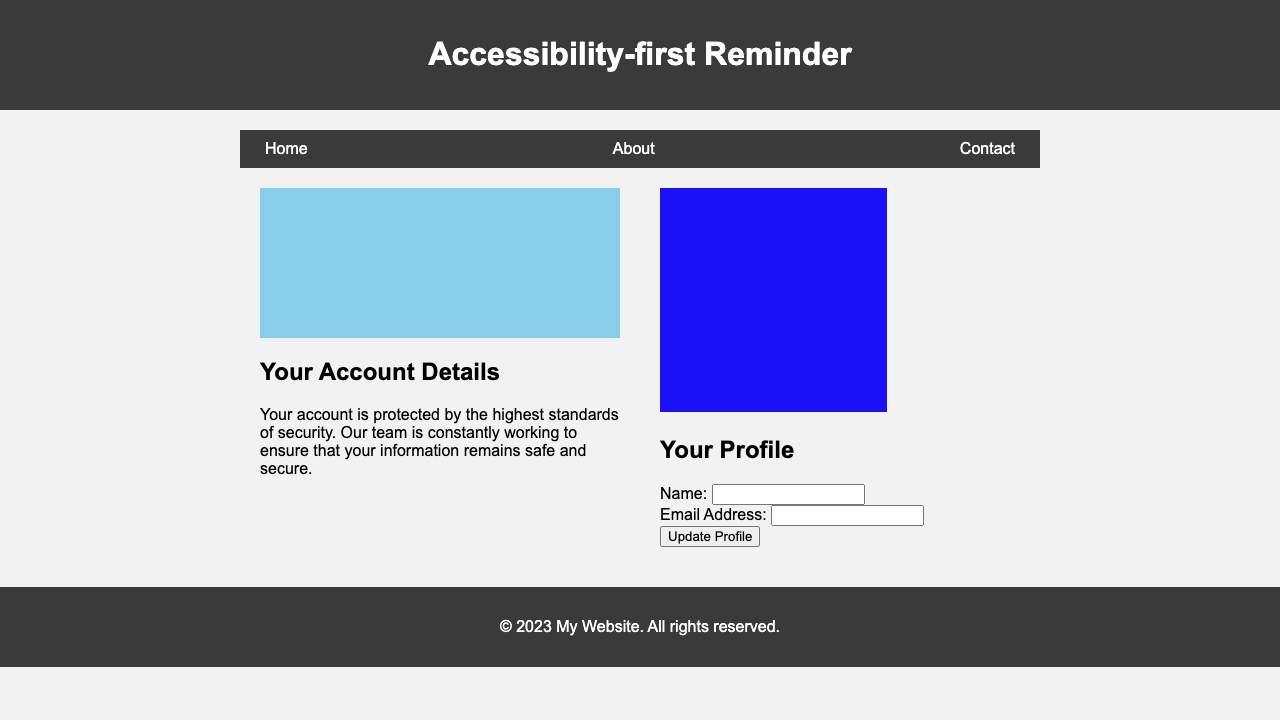 Accessibility-first Reminder
Home About Contact
Your Account Details
Your account is protected by the highest standards
of security. Our team is constantly working to
ensure that your information remains safe and
secure.
Your Profile
Name:
Email Address:
Update Profile
© 2023 My Website. All rights reserved.